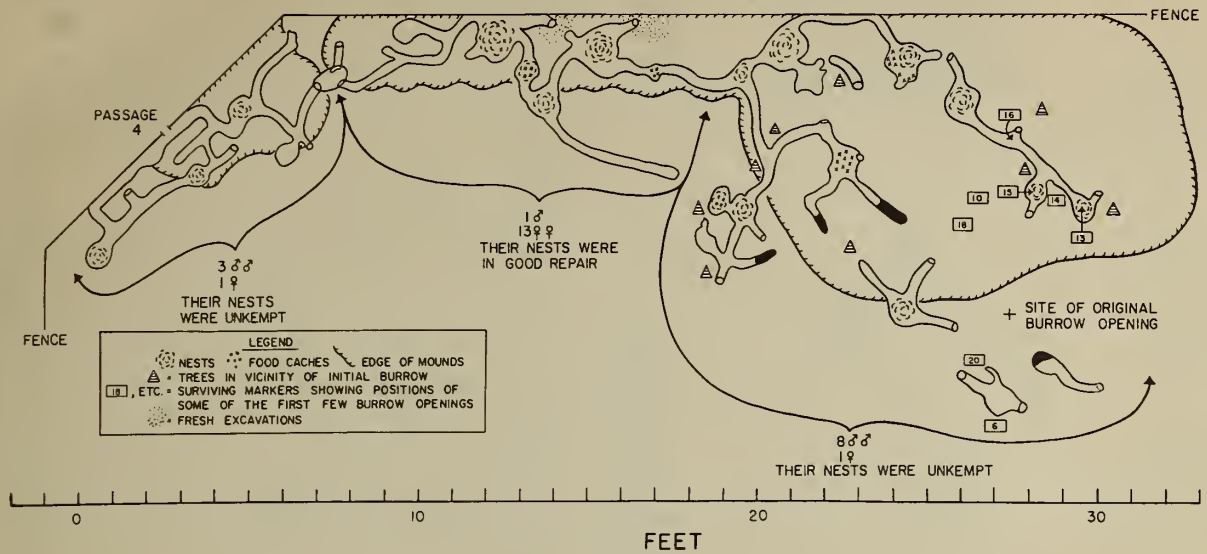 FENCE
PASSAGE
4
16
15
14
10
18
13
1♂
13♀♀
THEIR NESTS WERE
IN GOOD REPAIR
3♂♂
1♀
THEIR NESTS
WERE UNKEMPT
FENCE
+ SITE OF ORIGINAL
BURROW OPENING
LEGEND
NESTS FOOD CACHES EDGE OF MOUNDS
= TREES IN VICINITY OF INITIAL BURROW
18, ETC. = SURVIVING MARKERS SHOWING POSITIONS OF
SOME OF THE FIRST FEW BURROW OPENINGS
= FRESH EXCAVATIONS
20
6
8♂♂
1♀
THEIR NESTS WERE UNKEMPT
0 10 20 30
FEET